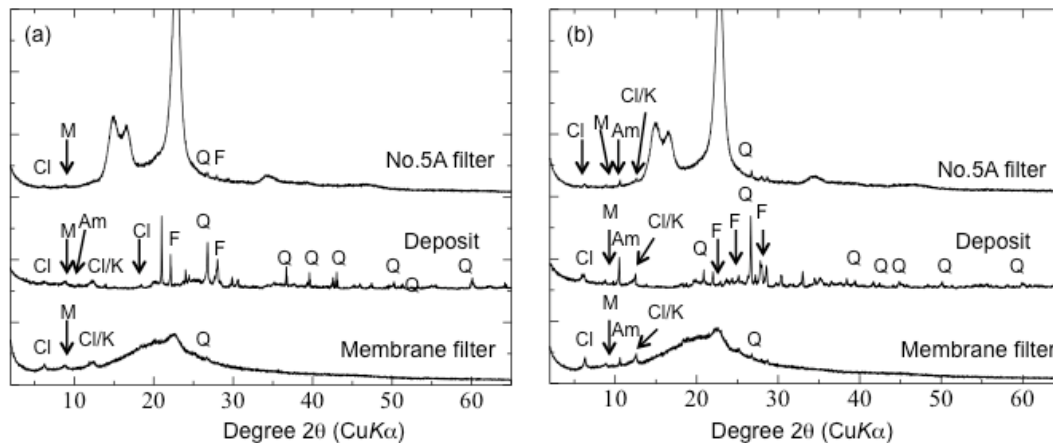 (a)
M
Cl
Q F
No.5A filter
Am
M
Cl
Cl/K
Cl
F
Q
F
Q
Q
Q
Q
Q
Q
Deposit
M
Cl
Cl/K
Q
Membrane filter
10 20 30 40 50 60
Degree 2θ (CuKα)
(b)
Cl/K
M
Cl
Am
Q
No.5A filter
M
Cl
Am
Cl/K
Q
F
F
Q
F
Q
Q
Q
Q
Q
Deposit
M
Cl
Am
Cl/K
Q
Membrane filter
10 20 30 40 50 60
Degree 2θ (CuKα)